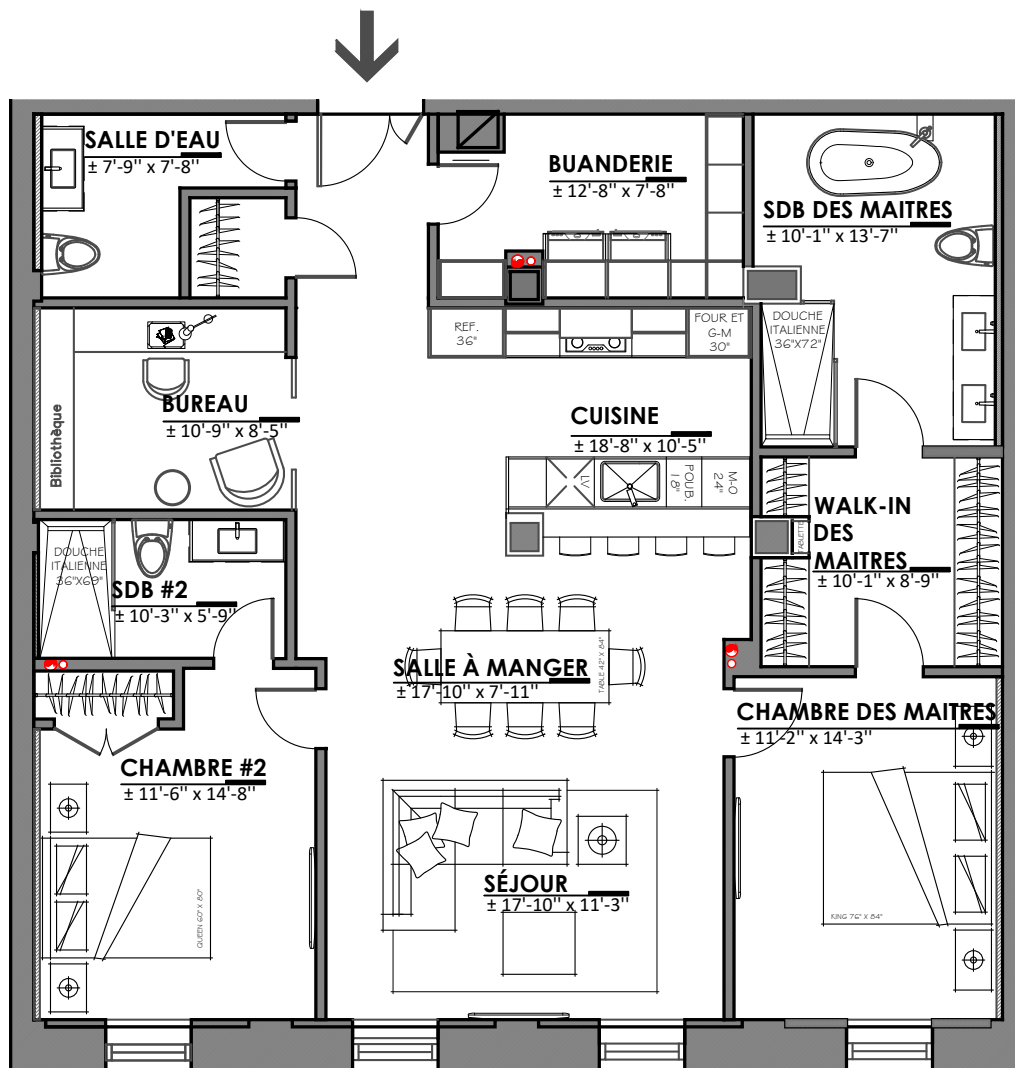 SALLE D'EAU
± 7'-9" x 7'-8"
BUANDERIE
± 12'-8" x 7'-8"
SDB DES MAITRES
± 10'-1" x 13'-7"
REF.
36"
FOUR ET
G-M
30"
DOUCHE
ITALIENNE
36"X72"
Bibliothèque
BUREAU
± 10'-9" x 8'-5"
CUISINE
± 18'-8" x 10'-5"
LV
POUB.
18"
M-O
24"
WALK-IN
DES
MAITRES
± 10'-1" x 8'-9"
TABLETTE
DOUCHE
ITALIENNE
36"X69"
SDB #2
± 10'-3" x 5'-9"
SALLE À MANGER
± 17'-10" x 7'-11"
TABLE 42" X 84"
CHAMBRE DES MAITRES
± 11'-2" x 14'-3"
CHAMBRE #2
± 11'-6" x 14'-8"
QUEEN 60" X 80"
SÉJOUR
± 17'-10" x 11'-3"
KING 76" X 84"